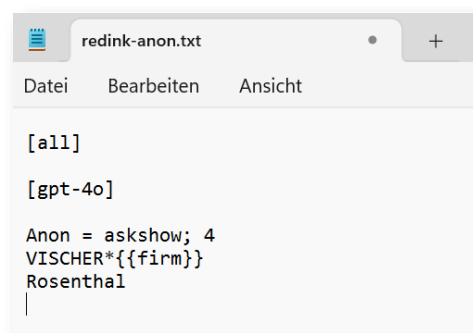 redink-anon.txt
Datei Bearbeiten Ansicht
[all]
[gpt-4o]
Anon = askshow; 4
VISCHER*{{firm}}
Rosenthal